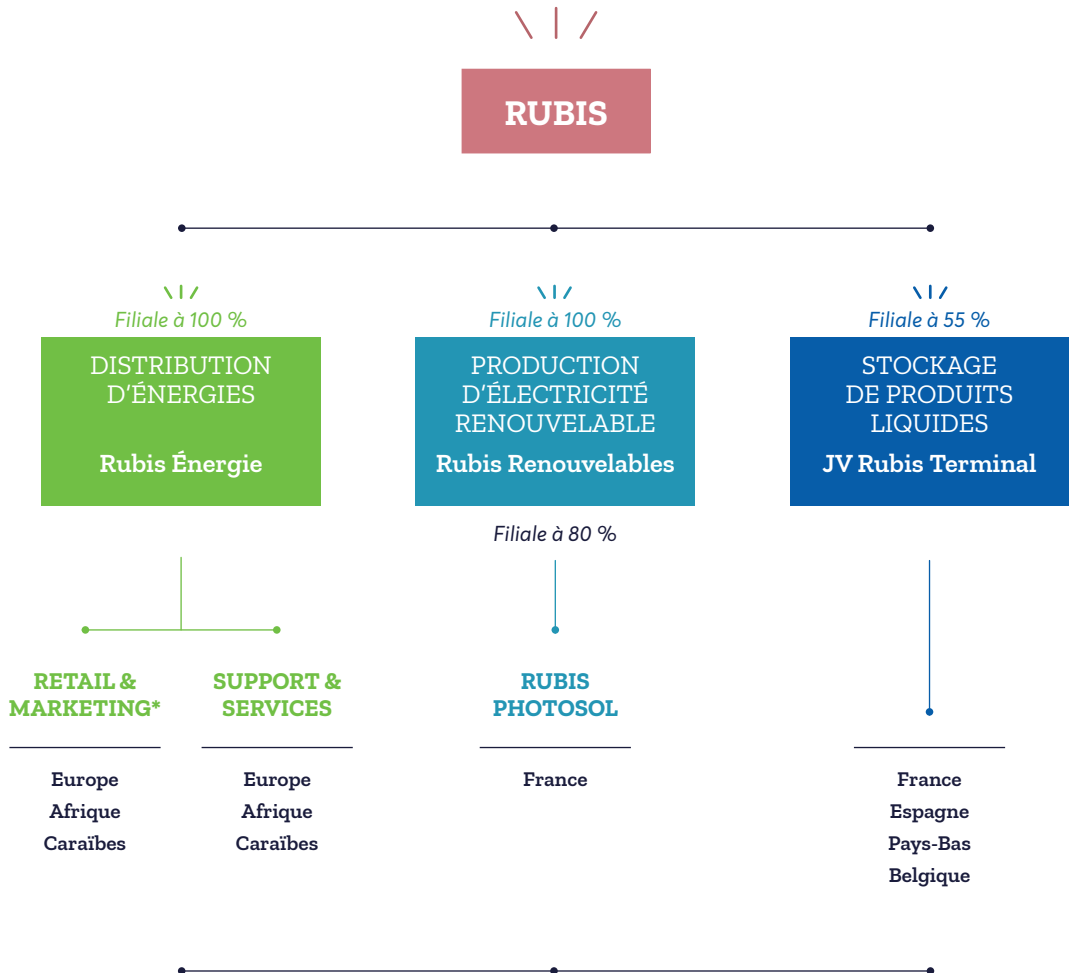 RUBIS
Filiale à 100 %
DISTRIBUTION
D’ÉNERGIES
Rubis Énergie
Filiale à 100 %
PRODUCTION
D’ÉLECTRICITÉ
RENOUVELABLE
Rubis Renouvelables
Filiale à 55 %
STOCKAGE
DE PRODUITS
LIQUIDES
JV Rubis Terminal
Filiale à 80 %
RETAIL &
MARKETING*
Europe
Afrique
Caraïbes
SUPPORT &
SERVICES
Europe
Afrique
Caraïbes
RUBIS
PHOTOSOL
France
France
Espagne
Pays-Bas
Belgique